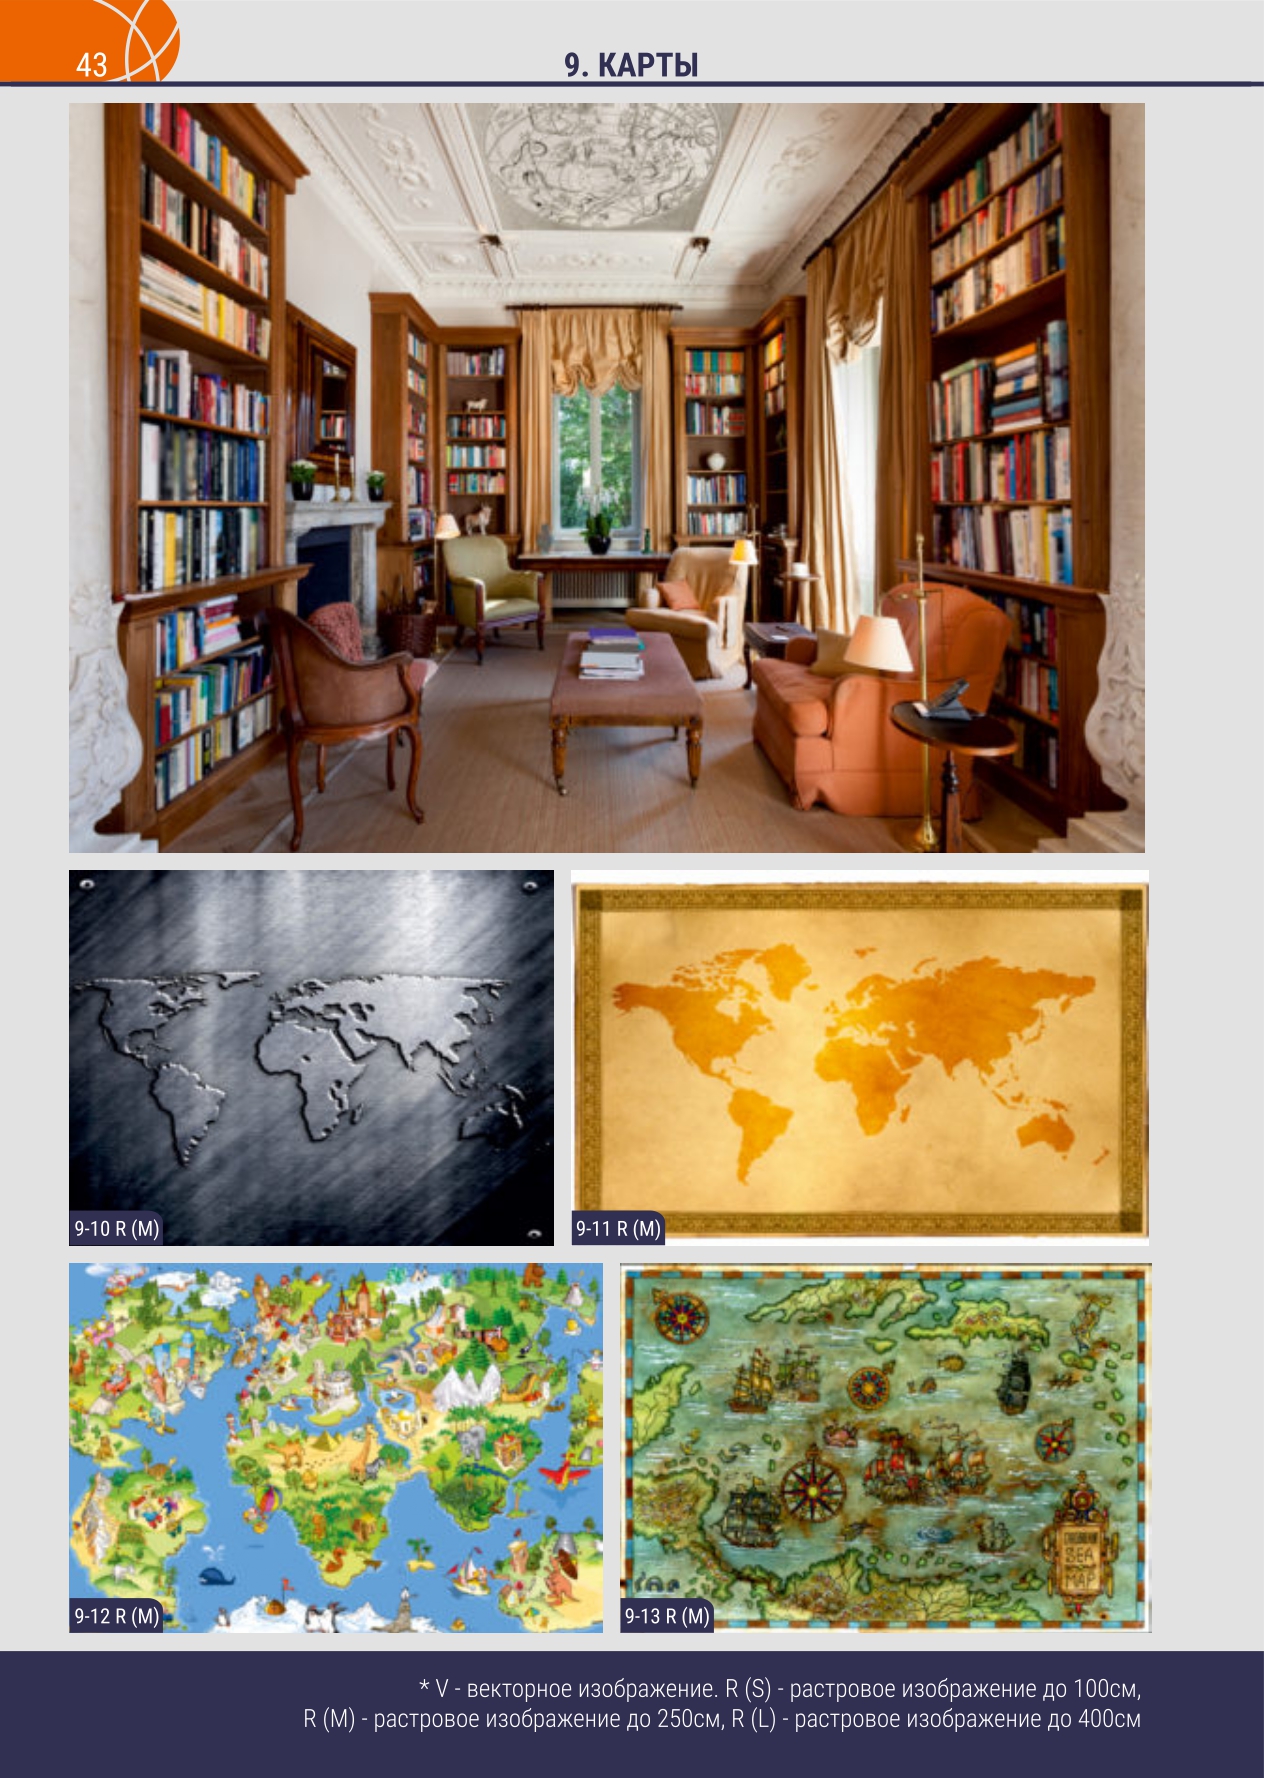 43
9. КАРТЫ
9-10 R (M)
9-11 R (M)
9-12 R (M)
SEA
MAP
9-13 R (M)
* V - векторное изображение. R (S) - растровое изображение до 100см,
R (M) - растровое изображение до 250см, R (L) - растровое изображение до 400см